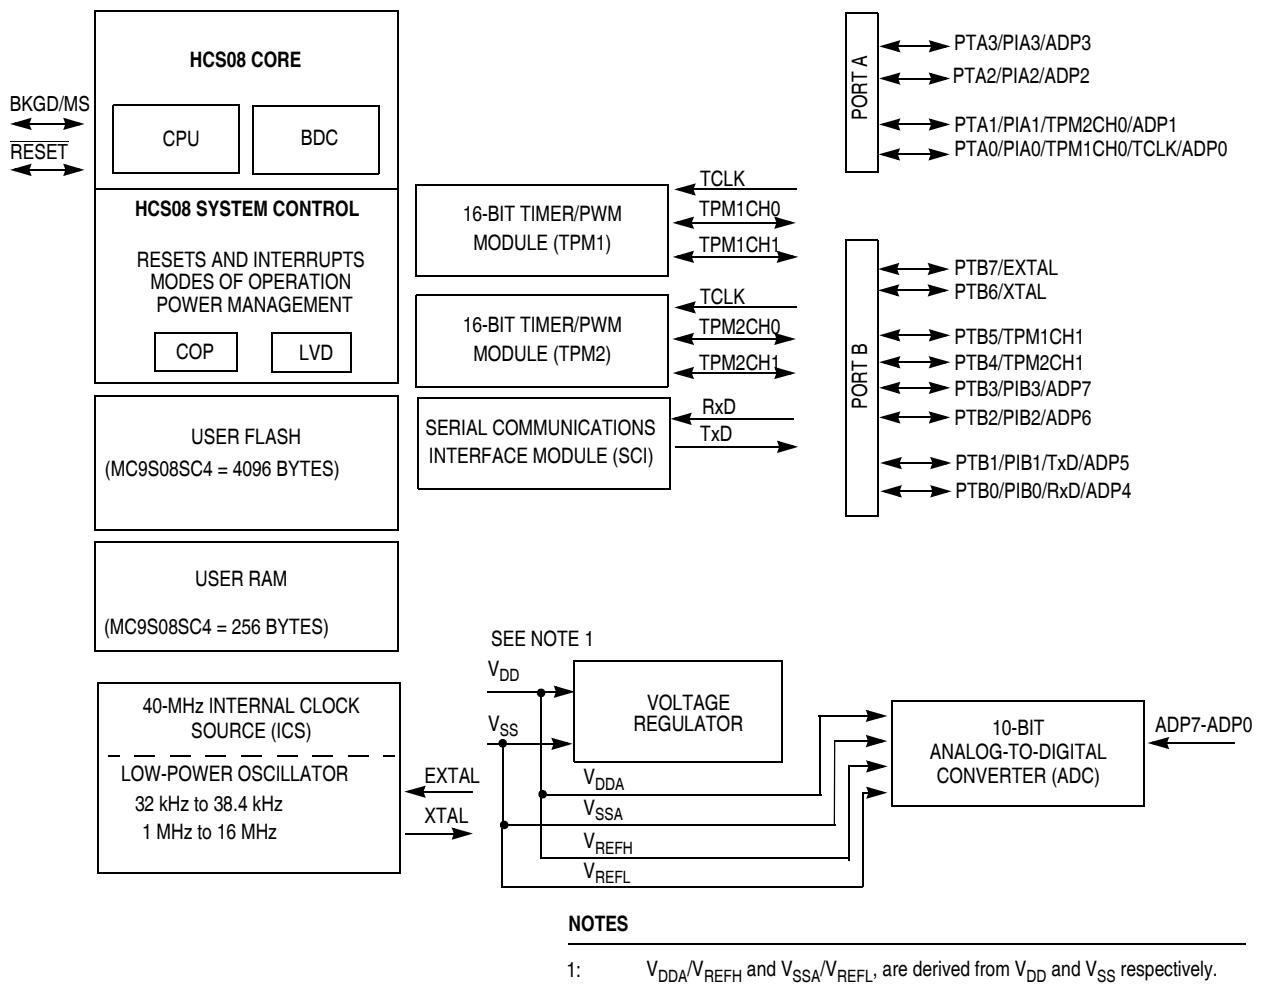 HCS08 CORE
CPU
BDC
BKGD/MS
RESET
HCS08 SYSTEM CONTROL
RESETS AND INTERRUPTS
MODES OF OPERATION
POWER MANAGEMENT
COP
LVD
USER FLASH
(MC9S08SC4 = 4096 BYTES)
USER RAM
(MC9S08SC4 = 256 BYTES)
40-MHz INTERNAL CLOCK
SOURCE (ICS)
LOW-POWER OSCILLATOR
32 kHz to 38.4 kHz
1 MHz to 16 MHz
EXTAL
XTAL
16-BIT TIMER/PWM
MODULE (TPM1)
TCLK
TPM1CH0
TPM1CH1
16-BIT TIMER/PWM
MODULE (TPM2)
TCLK
TPM2CH0
TPM2CH1
SERIAL COMMUNICATIONS
INTERFACE MODULE (SCI)
RxD
TxD
PORT A
PTA3/PIA3/ADP3
PTA2/PIA2/ADP2
PTA1/PIA1/TPM2CH0/ADP1
PTA0/PIA0/TPM1CH0/TCLK/ADP0
PORT B
PTB7/EXTAL
PTB6/XTAL
PTB5/TPM1CH1
PTB4/TPM2CH1
PTB3/PIB3/ADP7
PTB2/PIB2/ADP6
PTB1/PIB1/TxD/ADP5
PTB0/PIB0/RxD/ADP4
SEE NOTE 1
VDD
VSS
VOLTAGE
REGULATOR
VDDA
VSSA
VREFH
VREFL
10-BIT
ANALOG-TO-DIGITAL
CONVERTER (ADC)
ADP7-ADP0
NOTES
1: VDDA/VREFH and VSSA/VREFL, are derived from VDD and VSS respectively.